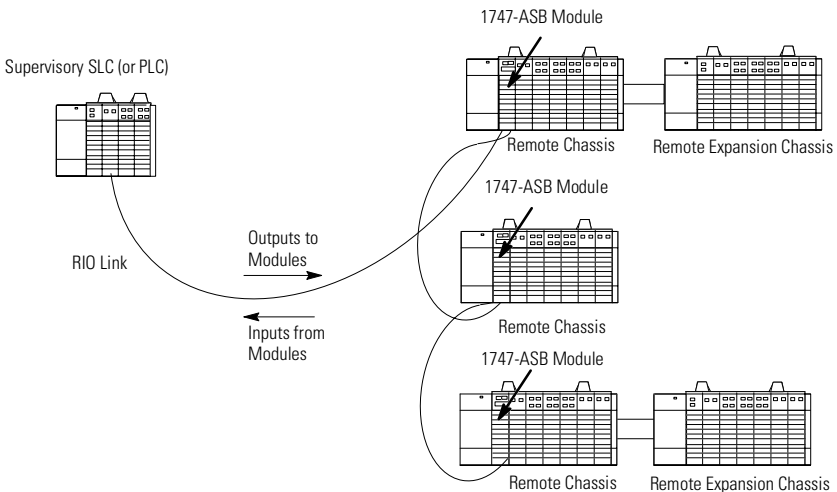 1747-ASB Module
Supervisory SLC (or PLC)
Remote Chassis
Remote Expansion Chassis
1747-ASB Module
Outputs to
Modules
RIO Link
Inputs from
Modules
Remote Chassis
1747-ASB Module
Remote Chassis
Remote Expansion Chassis